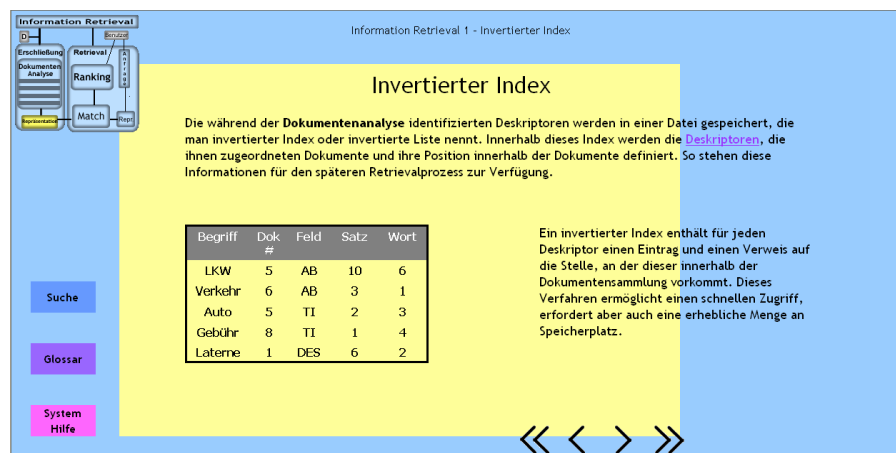 Information Retrieval
D
Benutzer
Erschließung
Retrieval
Dokumenten
Analyse
Anfrage
Ranking
Match
Repräsentation
Repr.
Information Retrieval 1 - Invertierter Index
Invertierter Index
Die während der Dokumentenanalyse identifizierten Deskriptoren werden in einer Datei gespeichert, die
man invertierter Index oder invertierte Liste nennt. Innerhalb dieses Index werden die Deskriptoren, die
ihnen zugeordneten Dokumente und ihre Position innerhalb der Dokumente definiert. So stehen diese
Informationen für den späteren Retrievalprozess zur Verfügung.
Begriff Dok # Feld Satz Wort
LKW 5 AB 10 6
Verkehr 6 AB 3 1
Auto 5 TI 2 3
Gebühr 8 TI 1 4
Laterne 1 DES 6 2
Ein invertierter Index enthält für jeden
Deskriptor einen Eintrag und einen Verweis auf
die Stelle, an der dieser innerhalb der
Dokumentensammlung vorkommt. Dieses
Verfahren ermöglicht einen schnellen Zugriff,
erfordert aber auch eine erhebliche Menge an
Speicherplatz.
Suche
Glossar
System
Hilfe